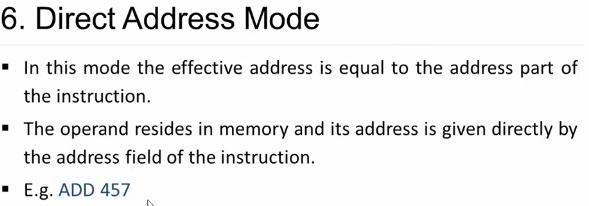 6. Direct Address Mode
▪ In this mode the effective address is equal to the address part of
the instruction.
▪ The operand resides in memory and its address is given directly by
the address field of the instruction.
▪ E.g. ADD 457